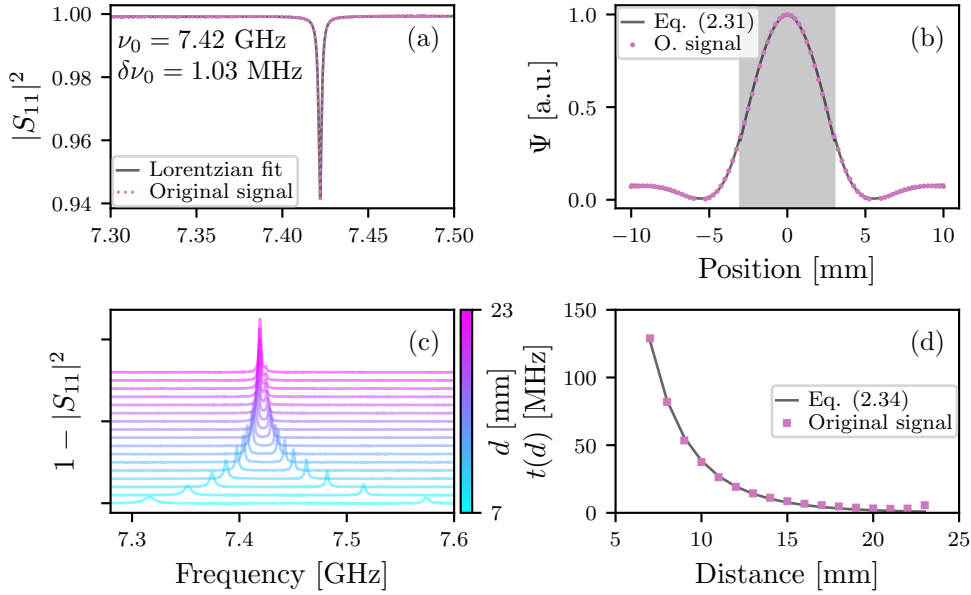 (a)
ν₀ = 7.42 GHz
δν₀ = 1.03 MHz
|S₁₁|²
1.00
0.98
0.96
0.94
Lorentzian fit
Original signal
7.30
7.35
7.40
7.45
7.50
(b)
Eq. (2.31)
O. signal
Ψ [a.u.]
1.0
0.5
0.0
−10
−5
0
5
10
Position [mm]
(c)
1 − |S₁₁|²
7.3
7.4
7.5
7.6
Frequency [GHz]
23
d [mm]
7
(d)
t(d) [MHz]
150
100
50
0
Eq. (2.34)
Original signal
5
10
15
20
25
Distance [mm]